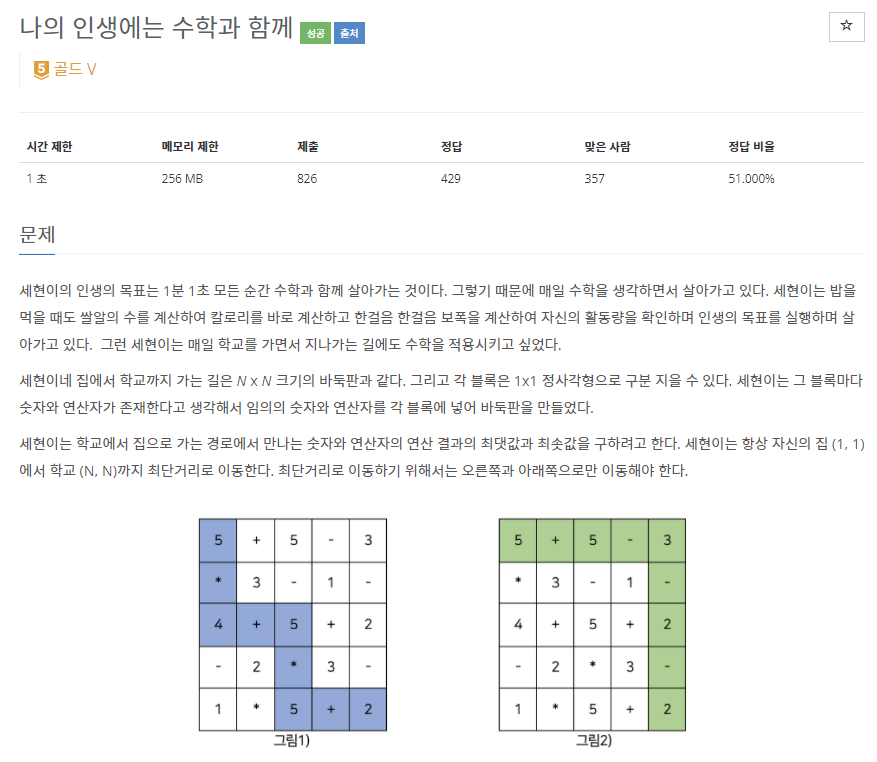 나의 인생에는 수학과 함께 성공 출처 ☆
5 골드 V
시간 제한 메모리 제한 제출 정답 맞은 사람 정답 비율
1 초 256 MB 826 429 357 51.000%
문제
세현이의 인생의 목표는 1분 1초 모든 순간 수학과 함께 살아가는 것이다. 그렇기 때문에 매일 수학을 생각하면서 살아가고 있다. 세현이는 밥을
먹을 때도 쌀알의 수를 계산하여 칼로리를 바로 계산하고 한걸음 한걸음 보폭을 계산하여 자신의 활동량을 확인하며 인생의 목표를 실행하며 살
아가고 있다. 그런 세현이는 매일 학교를 가면서 지나가는 길에도 수학을 적용시키고 싶었다.
세현이네 집에서 학교까지 가는 길은 N x N 크기의 바둑판과 같다. 그리고 각 블록은 1x1 정사각형으로 구분 지을 수 있다. 세현이는 그 블록마다
숫자와 연산자가 존재한다고 생각해서 임의의 숫자와 연산자를 각 블록에 넣어 바둑판을 만들었다.
세현이는 학교에서 집으로 가는 경로에서 만나는 숫자와 연산자의 연산 결과의 최댓값과 최솟값을 구하려고 한다. 세현이는 항상 자신의 집 (1, 1)
에서 학교 (N, N)까지 최단거리로 이동한다. 최단거리로 이동하기 위해서는 오른쪽과 아래쪽으로만 이동해야 한다.
5 + 5 - 3
* 3 - 1 -
4 + 5 + 2
- 2 * 3 -
1 * 5 + 2
그림1)
5 + 5 - 3
* 3 - 1 -
4 + 5 + 2
- 2 * 3 -
1 * 5 + 2
그림2)